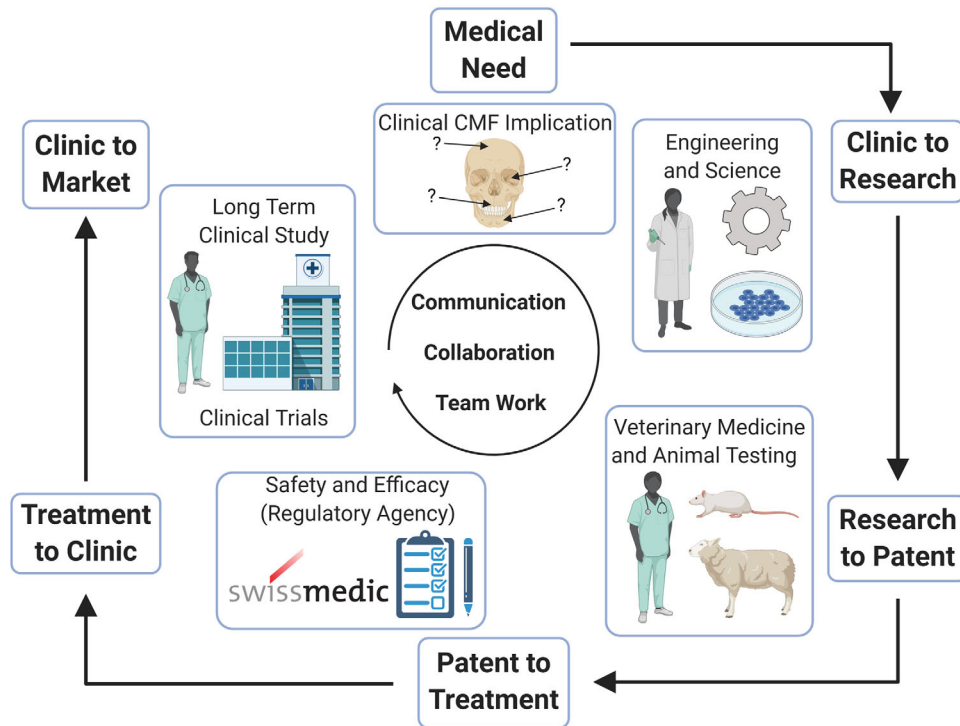 Medical
Need
Clinical CMF Implication
?
?
?
?
Clinic to
Market
Engineering
and Science
Clinic to
Research
Long Term
Clinical Study
Clinical Trials
Communication
Collaboration
Team Work
Veterinary Medicine
and Animal Testing
Safety and Efficacy
(Regulatory Agency)
swissmedic
Treatment
to Clinic
Research
to Patent
Patent to
Treatment